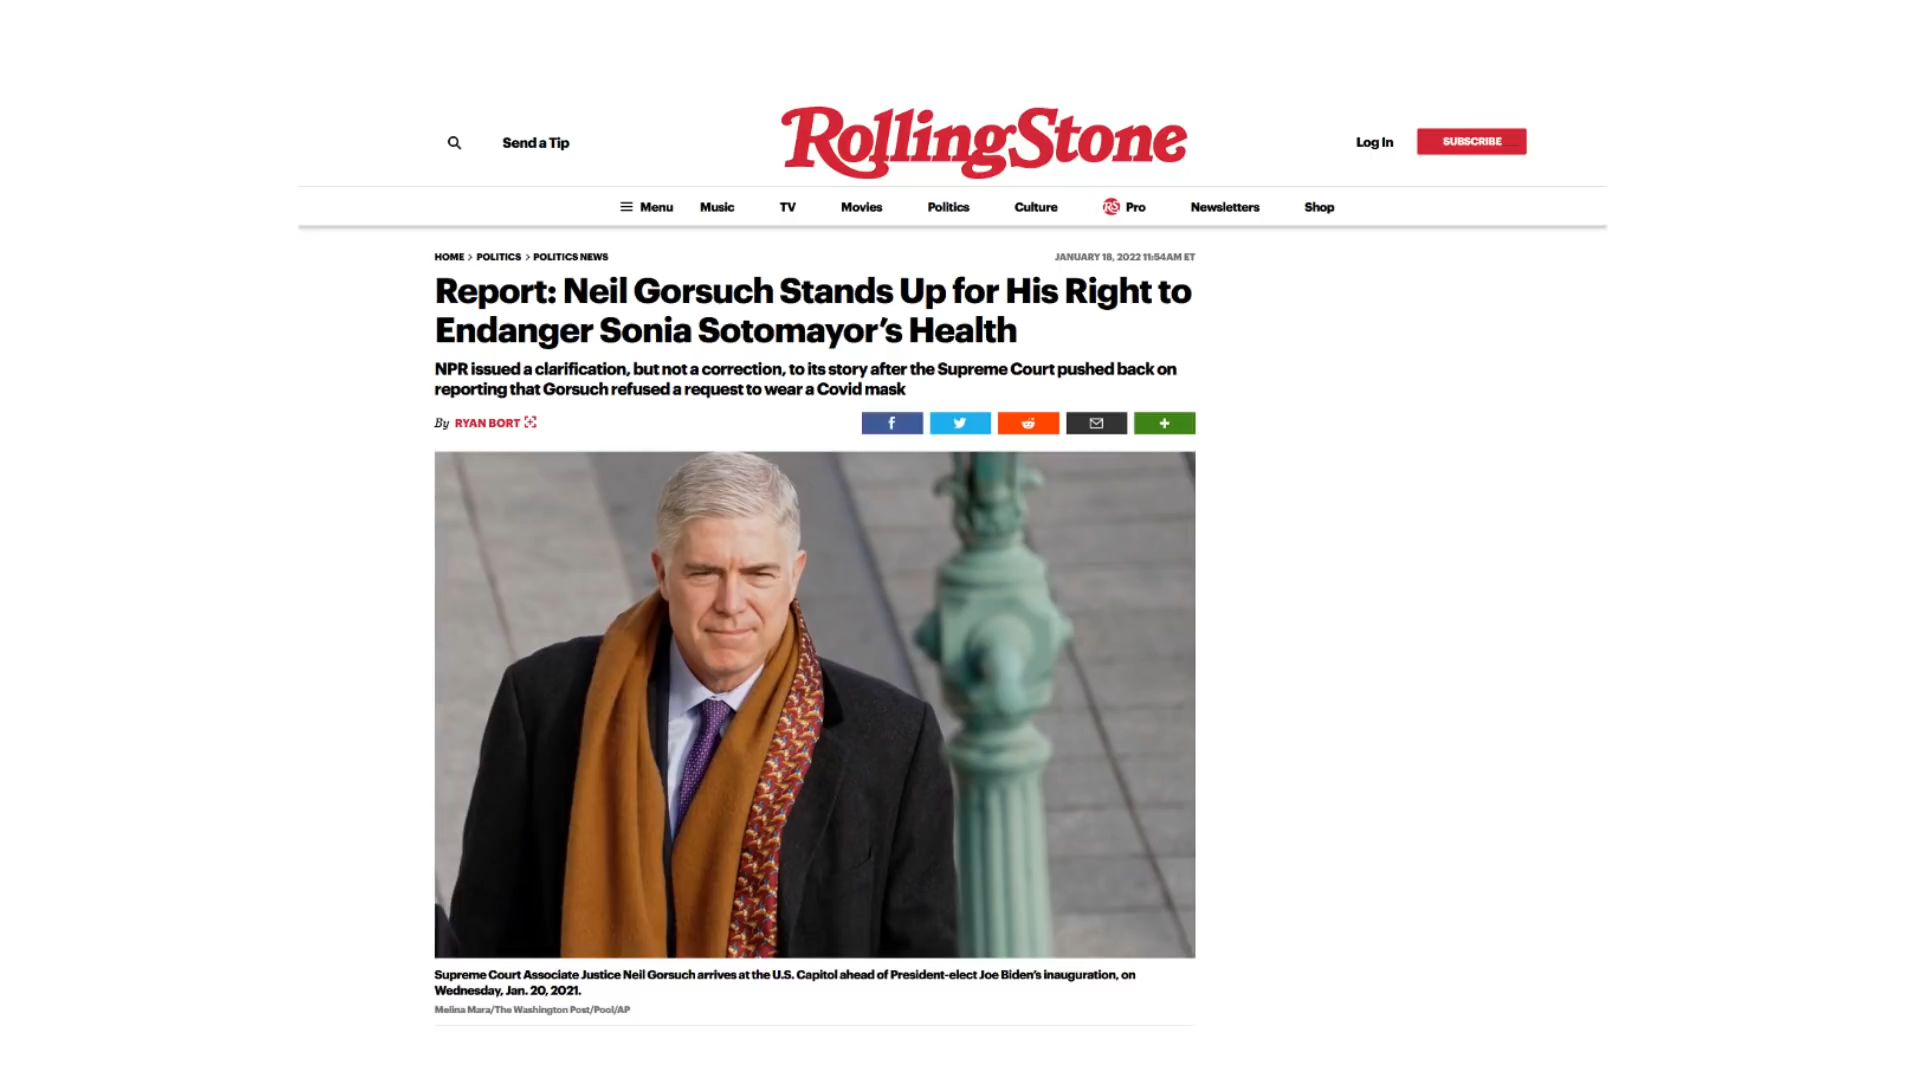 Send a Tip
RollingStone
Log In
SUBSCRIBE
Menu Music TV Movies Politics Culture RS Pro Newsletters Shop
HOME > POLITICS > POLITICS NEWS
JANUARY 18, 2022 11:54AM ET
Report: Neil Gorsuch Stands Up for His Right to
Endanger Sonia Sotomayor's Health
NPR issued a clarification, but not a correction, to its story after the Supreme Court pushed back on
reporting that Gorsuch refused a request to wear a Covid mask
By RYAN BORT
Supreme Court Associate Justice Neil Gorsuch arrives at the U.S. Capitol ahead of President-elect Joe Biden's inauguration, on
Wednesday, Jan. 20, 2021.
Melina Mara/The Washington Post/Pool/AP